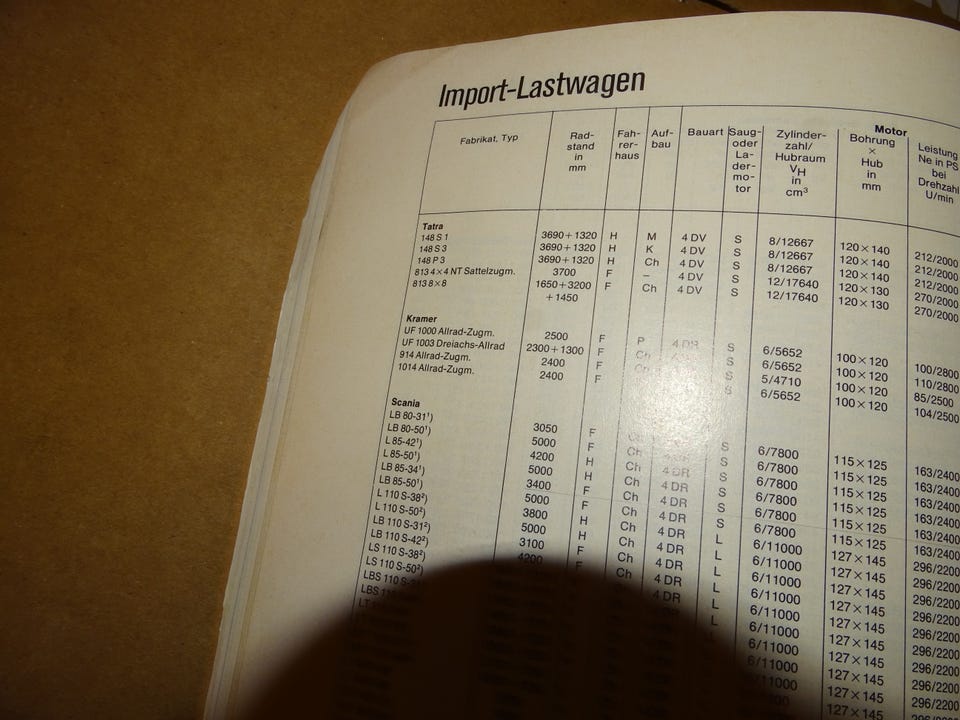 Import-Lastwagen
Fabrikat, Typ Rad- stand in mm Fah- rer- haus Auf- bau Bauart Saug- oder La- der- mo- tor Zylinder- zahl/ Hubraum VH in cm³ Motor Bohrung × Hub in mm Leistung Ne in PS bei Drehzahl U/min
Tatra
148 S 1 3690+1320 H M 4 DV S 8/12667 120×140 212/2000
148 S 3 3690+1320 H K 4 DV S 8/12667 120×140 212/2000
148 P 3 3690+1320 H Ch 4 DV S 8/12667 120×140 212/2000
813 4×4 NT Sattelzugm. 3700 F – 4 DV S 12/17640 120×130 270/2000
813 8×8 1650+3200 F Ch 4 DV S 12/17640 120×130 270/2000
+1450
Kramer
UF 1000 Allrad-Zugm. 2500 F P 4 DR S 6/5652 100×120 100/2800
UF 1003 Dreiachs-Allrad 2300+1300 F Ch S 6/5652 100×120 110/2800
914 Allrad-Zugm. 2400 F S 5/4710 100×120 85/2500
1014 Allrad-Zugm. 2400 F S 6/5652 100×120 104/2500
Scania
LB 80-31¹) 3050 F S 6/7800 115×125 163/2400
LB 80-50¹) 5000 F Ch 4 DR S 6/7800 115×125 163/2400
L 85-42¹) 4200 H Ch 4 DR S 6/7800 115×125 163/2400
L 85-50¹) 5000 H Ch 4 DR S 6/7800 115×125 163/2400
LB 85-34¹) 3400 F Ch 4 DR S 6/7800 115×125 163/2400
LB 85-50¹) 5000 F Ch 4 DR S 6/7800 115×125 163/2400
L 110 S-38²) 3800 H Ch 4 DR L 6/11000 127×145 296/2200
L 110 S-50²) 5000 H Ch 4 DR L 6/11000 127×145 296/2200
LB 110 S-31²) 3100 F Ch 4 DR L 6/11000 127×145 296/2200
LB 110 S-42²) 4200 L 6/11000 127×145 296/2200
LS 110 S-38²) 6/11000 127×145 296/2200
LS 110 S-50²) 6/11000 127×145 296/2200
LBS 110
LBS